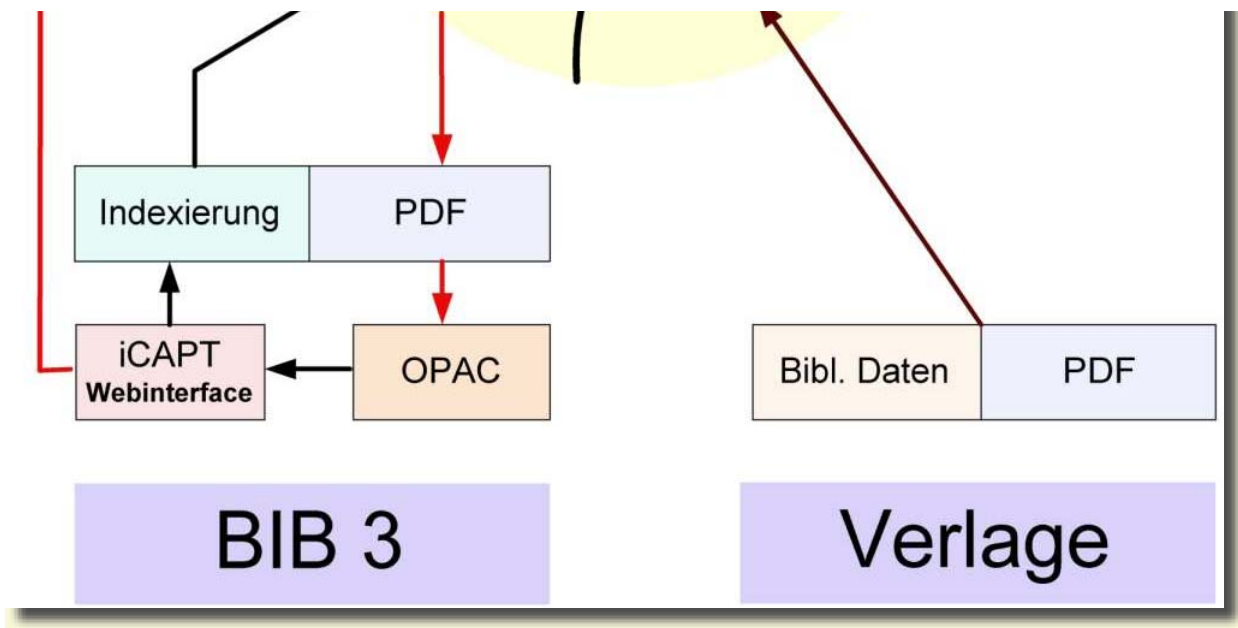 Indexierung PDF
iCAPT
Webinterface
OPAC
Bibl. Daten PDF
BIB 3
Verlage